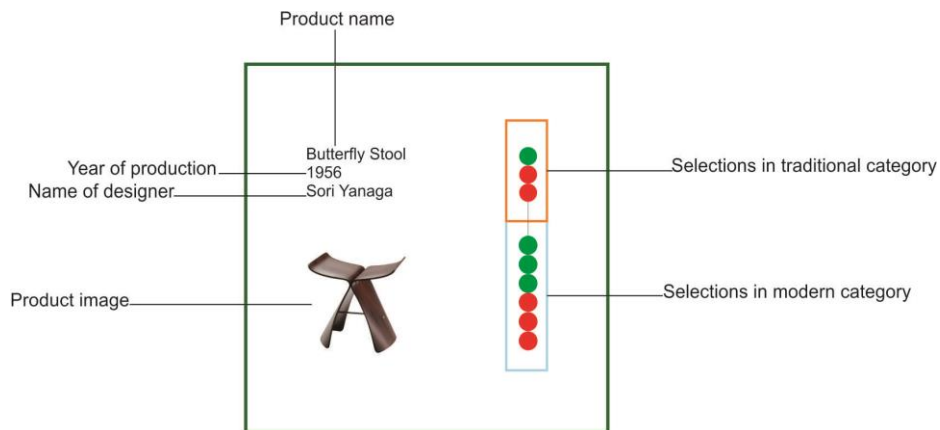 Product name
Butterfly Stool
Year of production
1956
Name of designer
Sori Yanaga
Product image
Selections in traditional category
Selections in modern category